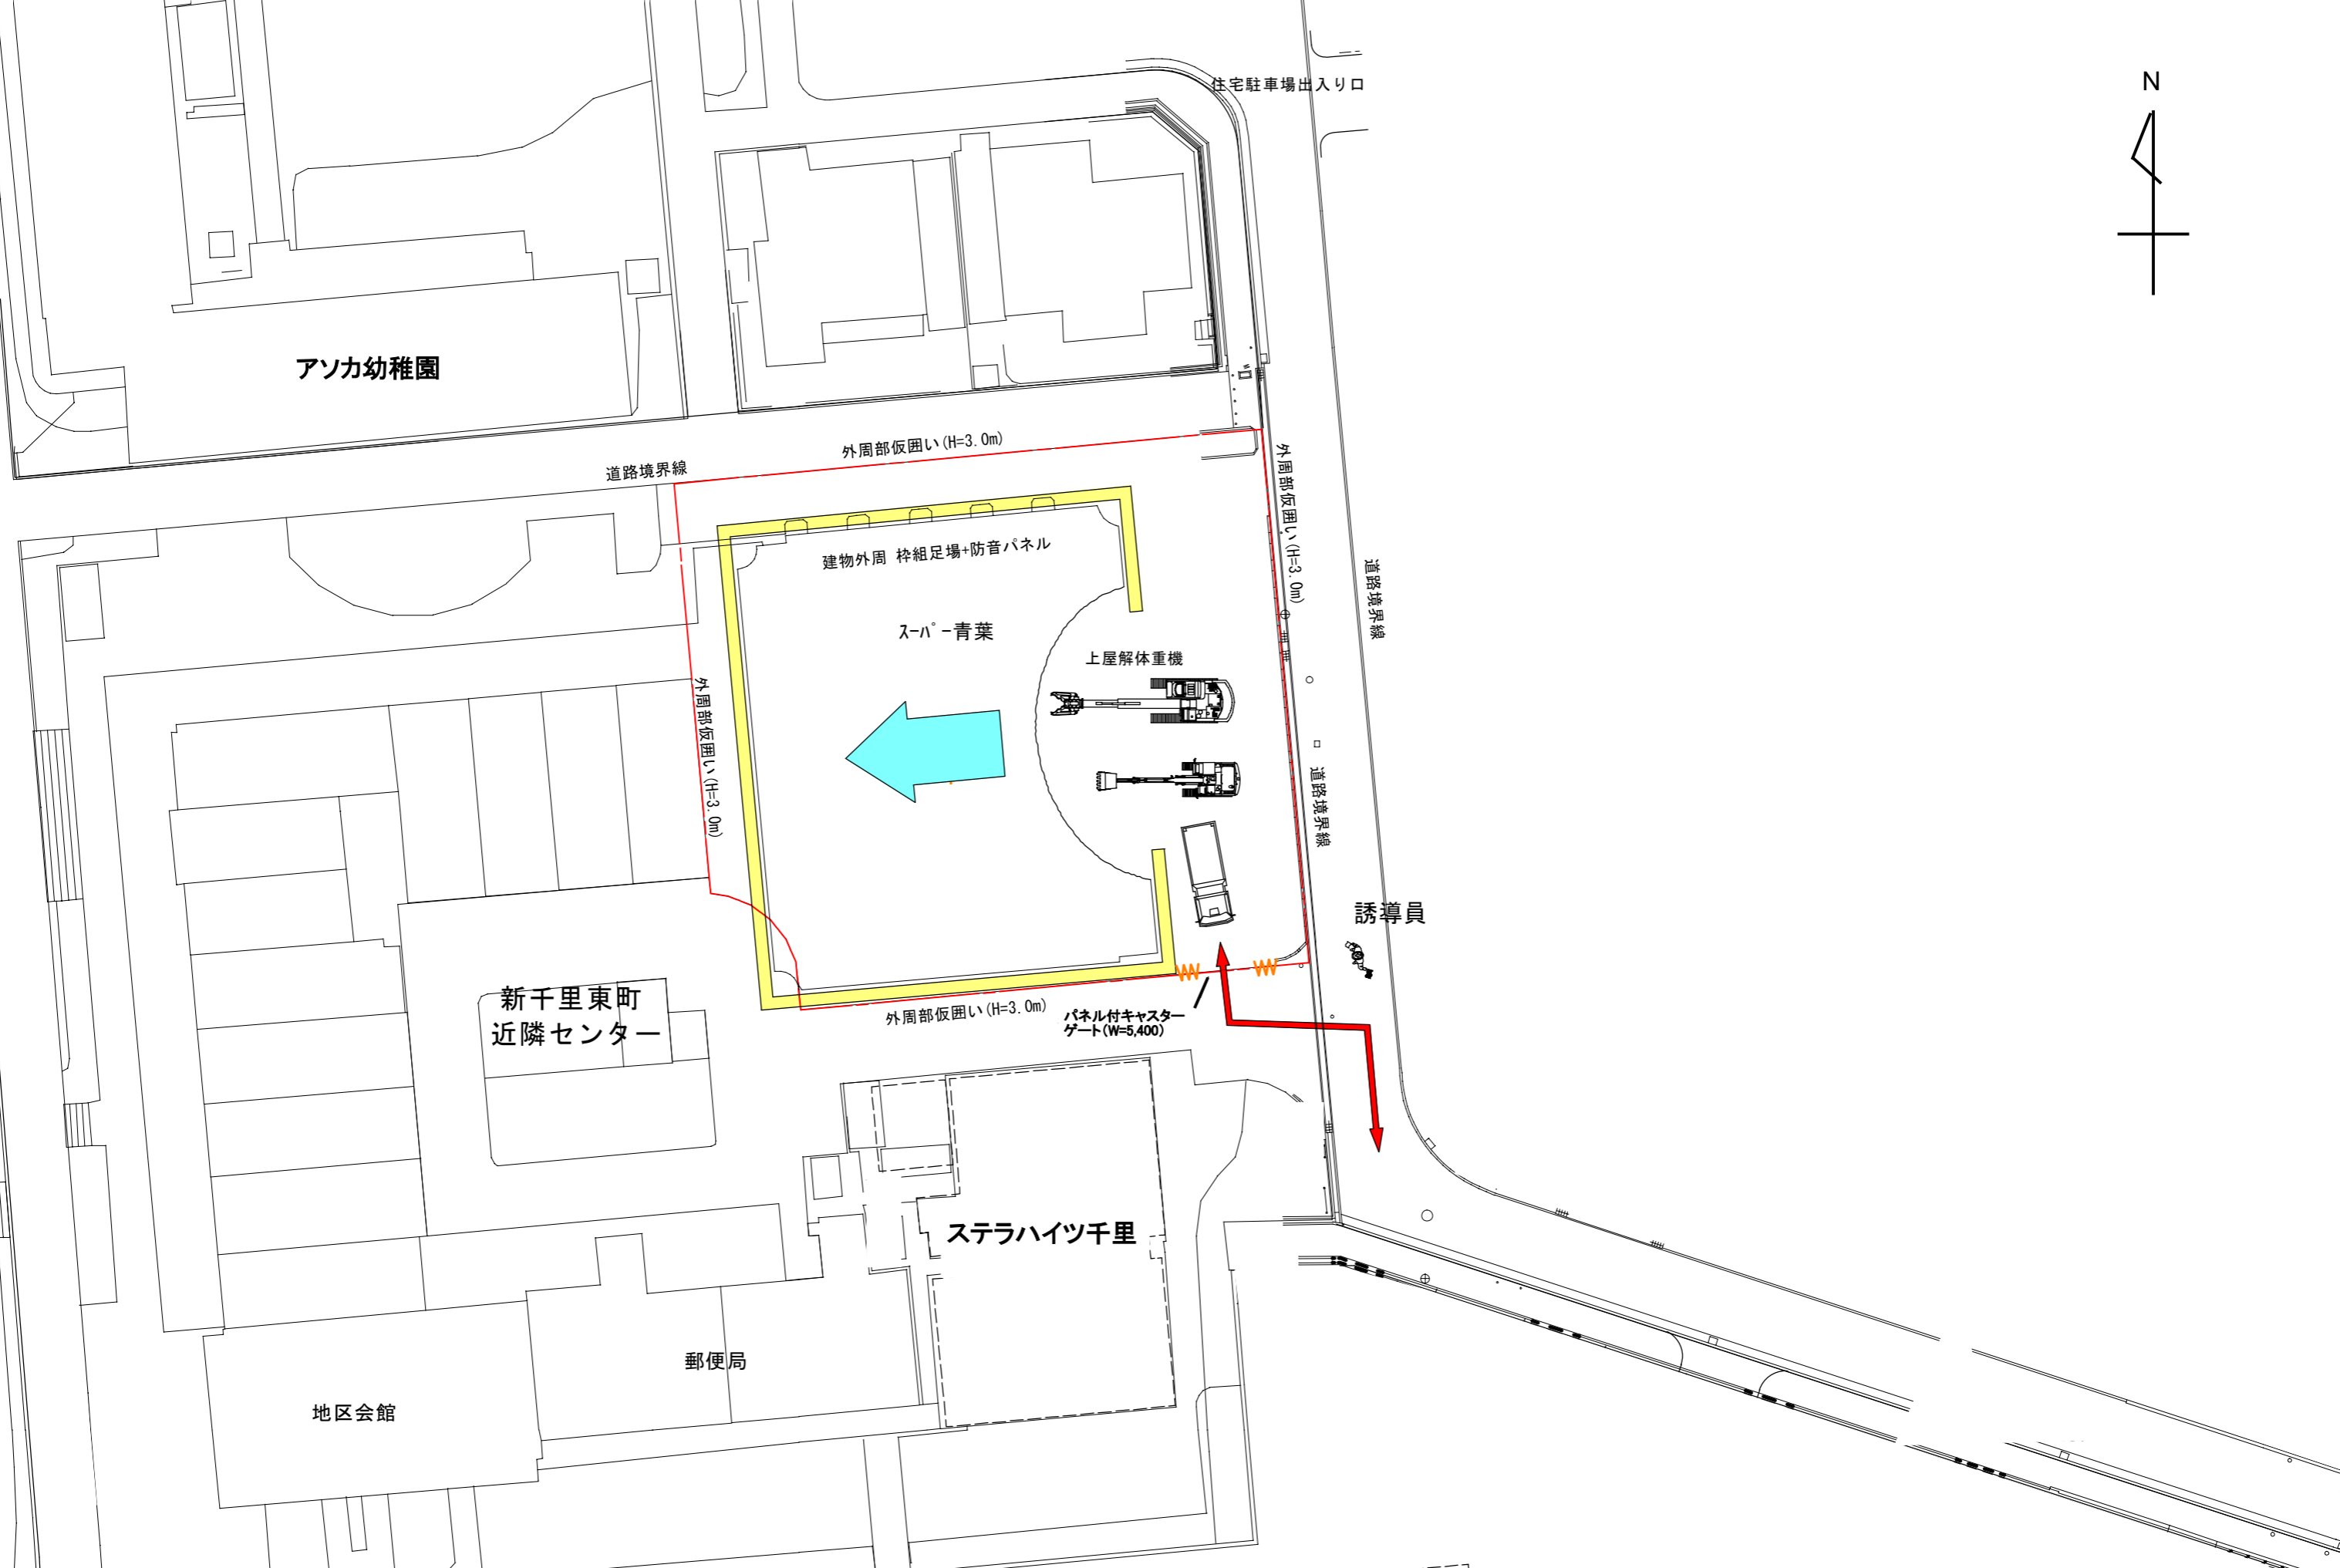 住宅駐車場出入り口
N
アソカ幼稚園
外周部仮囲い(H=3.0m)
道路境界線
外周部仮囲い(H=3.0m)
建物外周 枠組足場+防音パネル
道路境界線
ｽｰﾊﾟｰ青葉
上屋解体重機
外周部仮囲い(H=3.0m)
道路境界線
誘導員
新千里東町
近隣センター
外周部仮囲い(H=3.0m)
パネル付キャスター
ゲート(W=5,400)
ステラハイツ千里
郵便局
地区会館